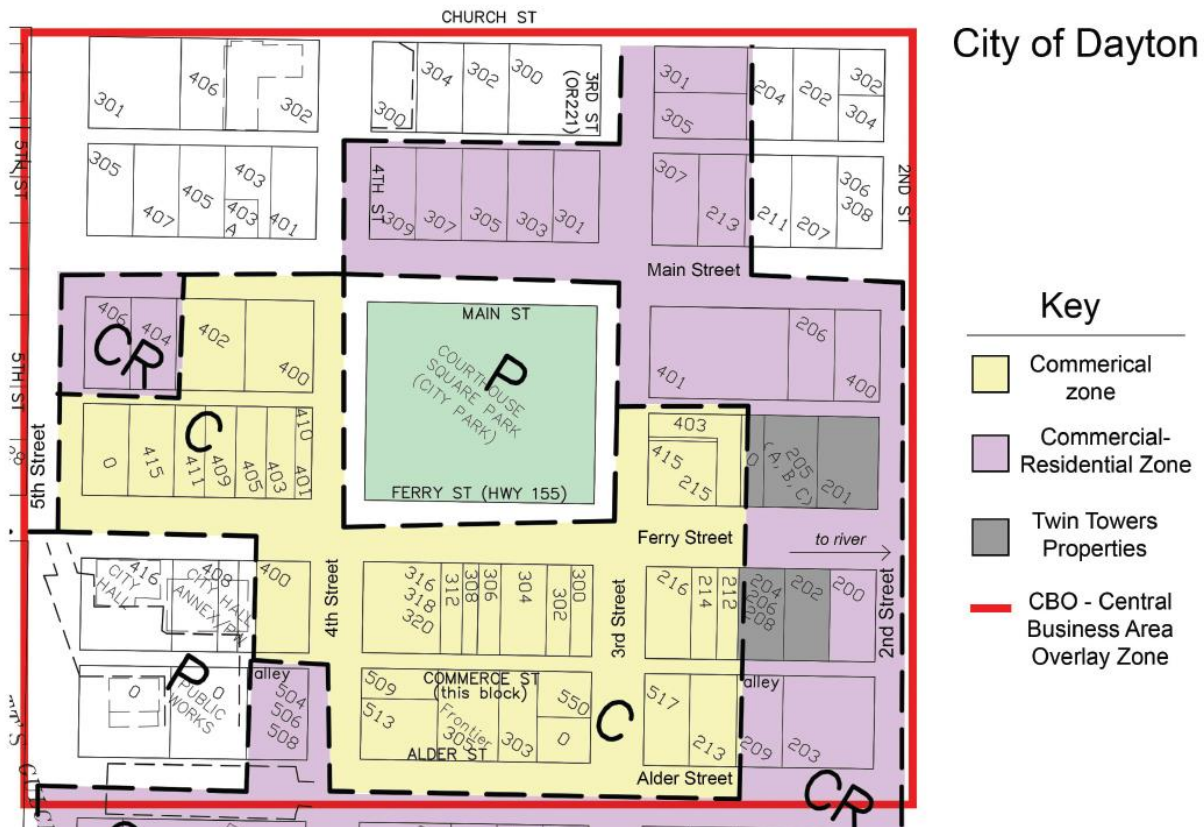 CHURCH ST
City of Dayton
301
406
302
300
304
302
300
3RD ST
(OR221)
301
305
204
202
302
304
305
407
405
403
403
A
401
4TH ST
309
307
305
303
301
307
213
211
207
306
308
2ND ST
5TH ST
Main Street
406
404
CR
402
400
MAIN ST
COURTHOUSE
SQUARE PARK
(CITY PARK)
P
401
206
400
5TH ST
5th Street
0
415
411
409
405
403
410
401
C
FERRY ST (HWY 155)
403
415
215
0
205
(A, B, C)
201
Ferry Street
to river
416
CITY
HALL
408
CITY HALL
ANNEX/PW
400
4th Street
316
318
320
312
308
306
304
302
300
3rd Street
216
214
212
204
206
208
202
200
2nd Street
P
0
0
PUBLIC
WORKS
alley
504
506
508
509
513
COMMERCE ST
(this block)
Frontier
305
303
550
0
ALDER ST
C
517
213
alley
209
203
Alder Street
CR
Key
Commerical
zone
Commercial-
Residential Zone
Twin Towers
Properties
CBO - Central
Business Area
Overlay Zone